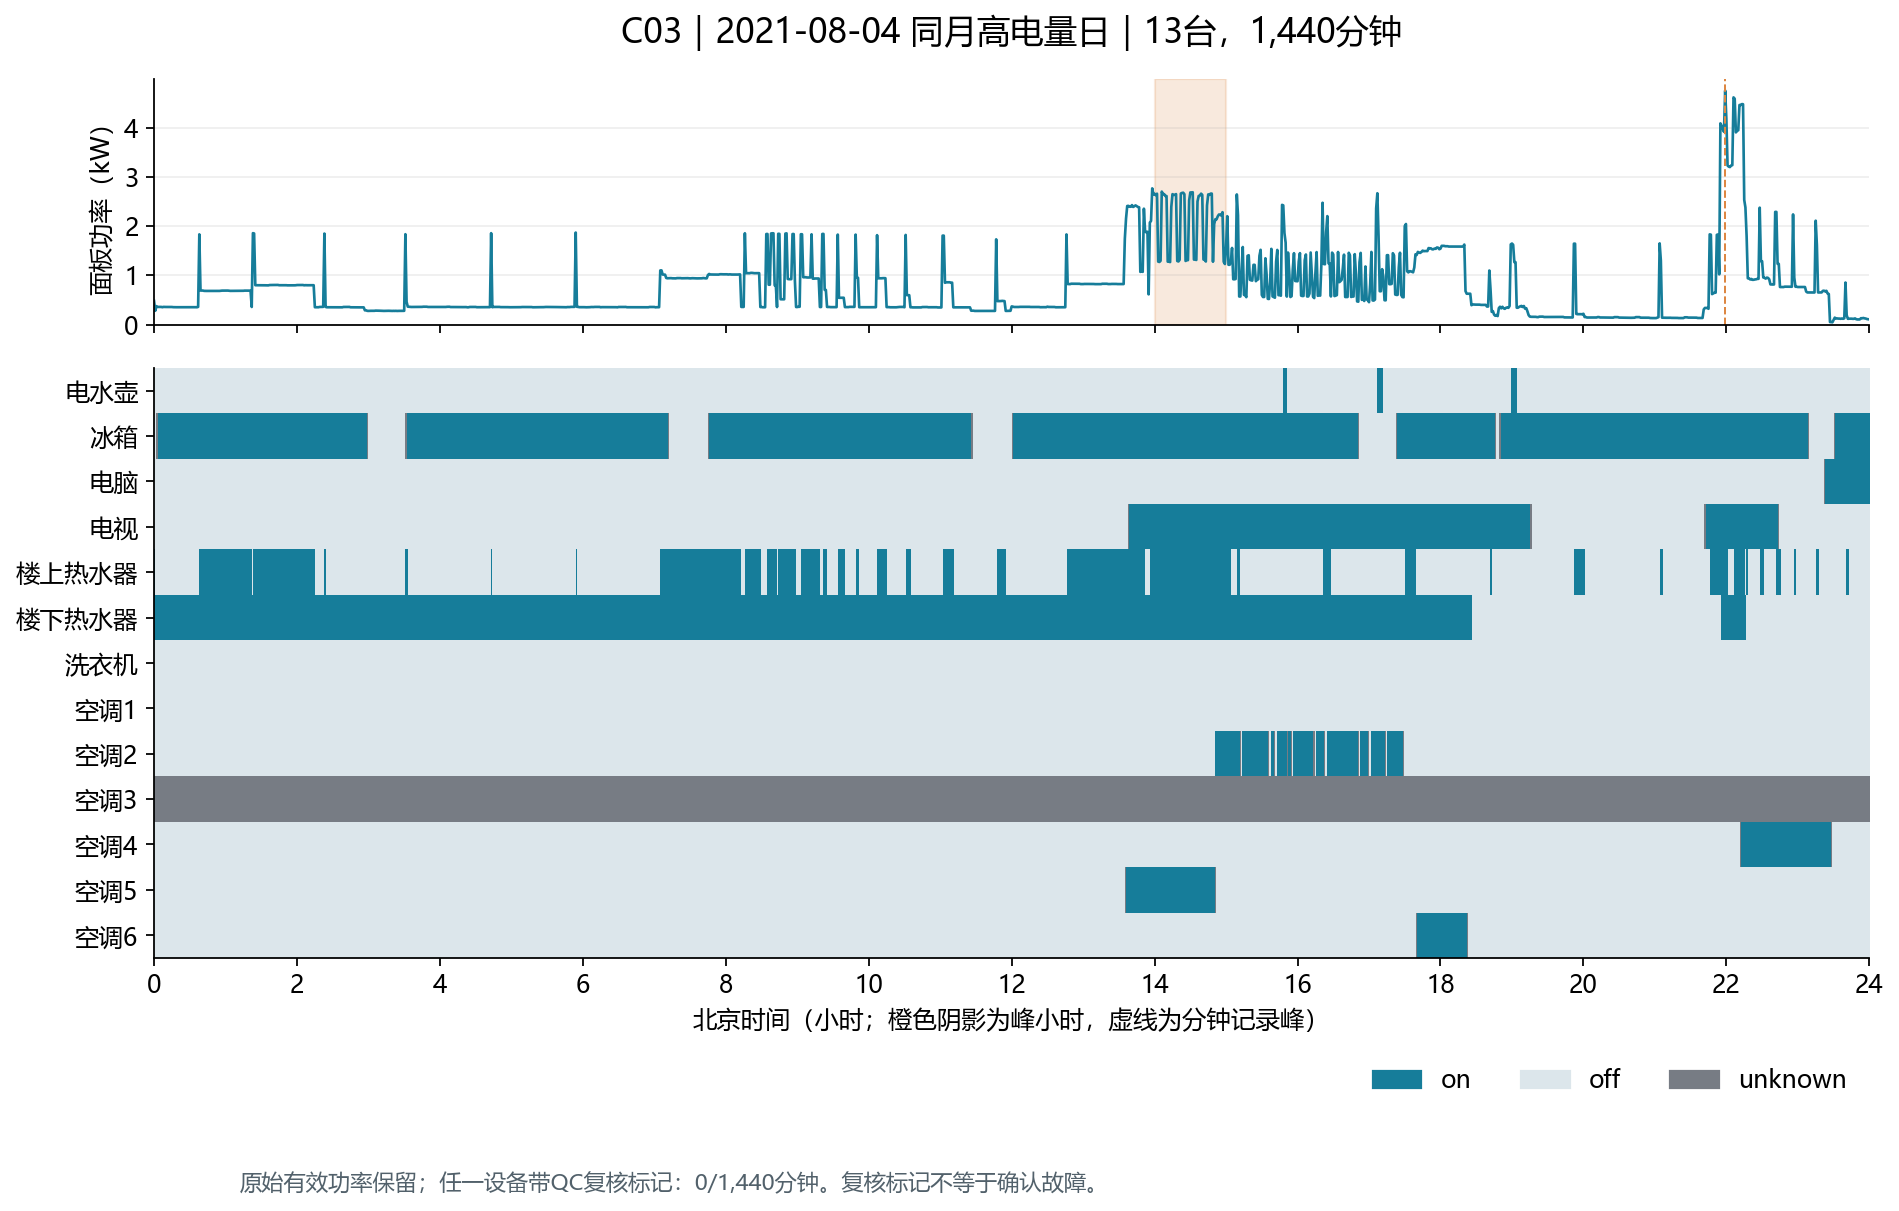 C03｜2021-08-04 同月高电量日｜13台，1,440分钟
面板功率（kW）
4
3
2
1
0
电水壶
冰箱
电脑
电视
楼上热水器
楼下热水器
洗衣机
空调1
空调2
空调3
空调4
空调5
空调6
0 2 4 6 8 10 12 14 16 18 20 22 24
北京时间（小时；橙色阴影为峰小时，虚线为分钟记录峰）
on off unknown
原始有效功率保留；任一设备带QC复核标记：0/1,440分钟。复核标记不等于确认故障。